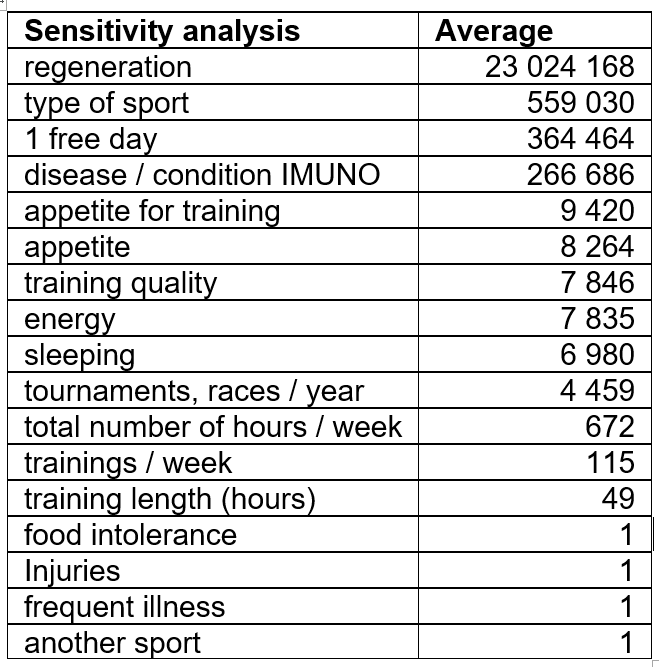 Sensitivity analysis Average
regeneration 23 024 168
type of sport 559 030
1 free day 364 464
disease / condition IMUNO 266 686
appetite for training 9 420
appetite 8 264
training quality 7 846
energy 7 835
sleeping 6 980
tournaments, races / year 4 459
total number of hours / week 672
trainings / week 115
training length (hours) 49
food intolerance 1
Injuries 1
frequent illness 1
another sport 1